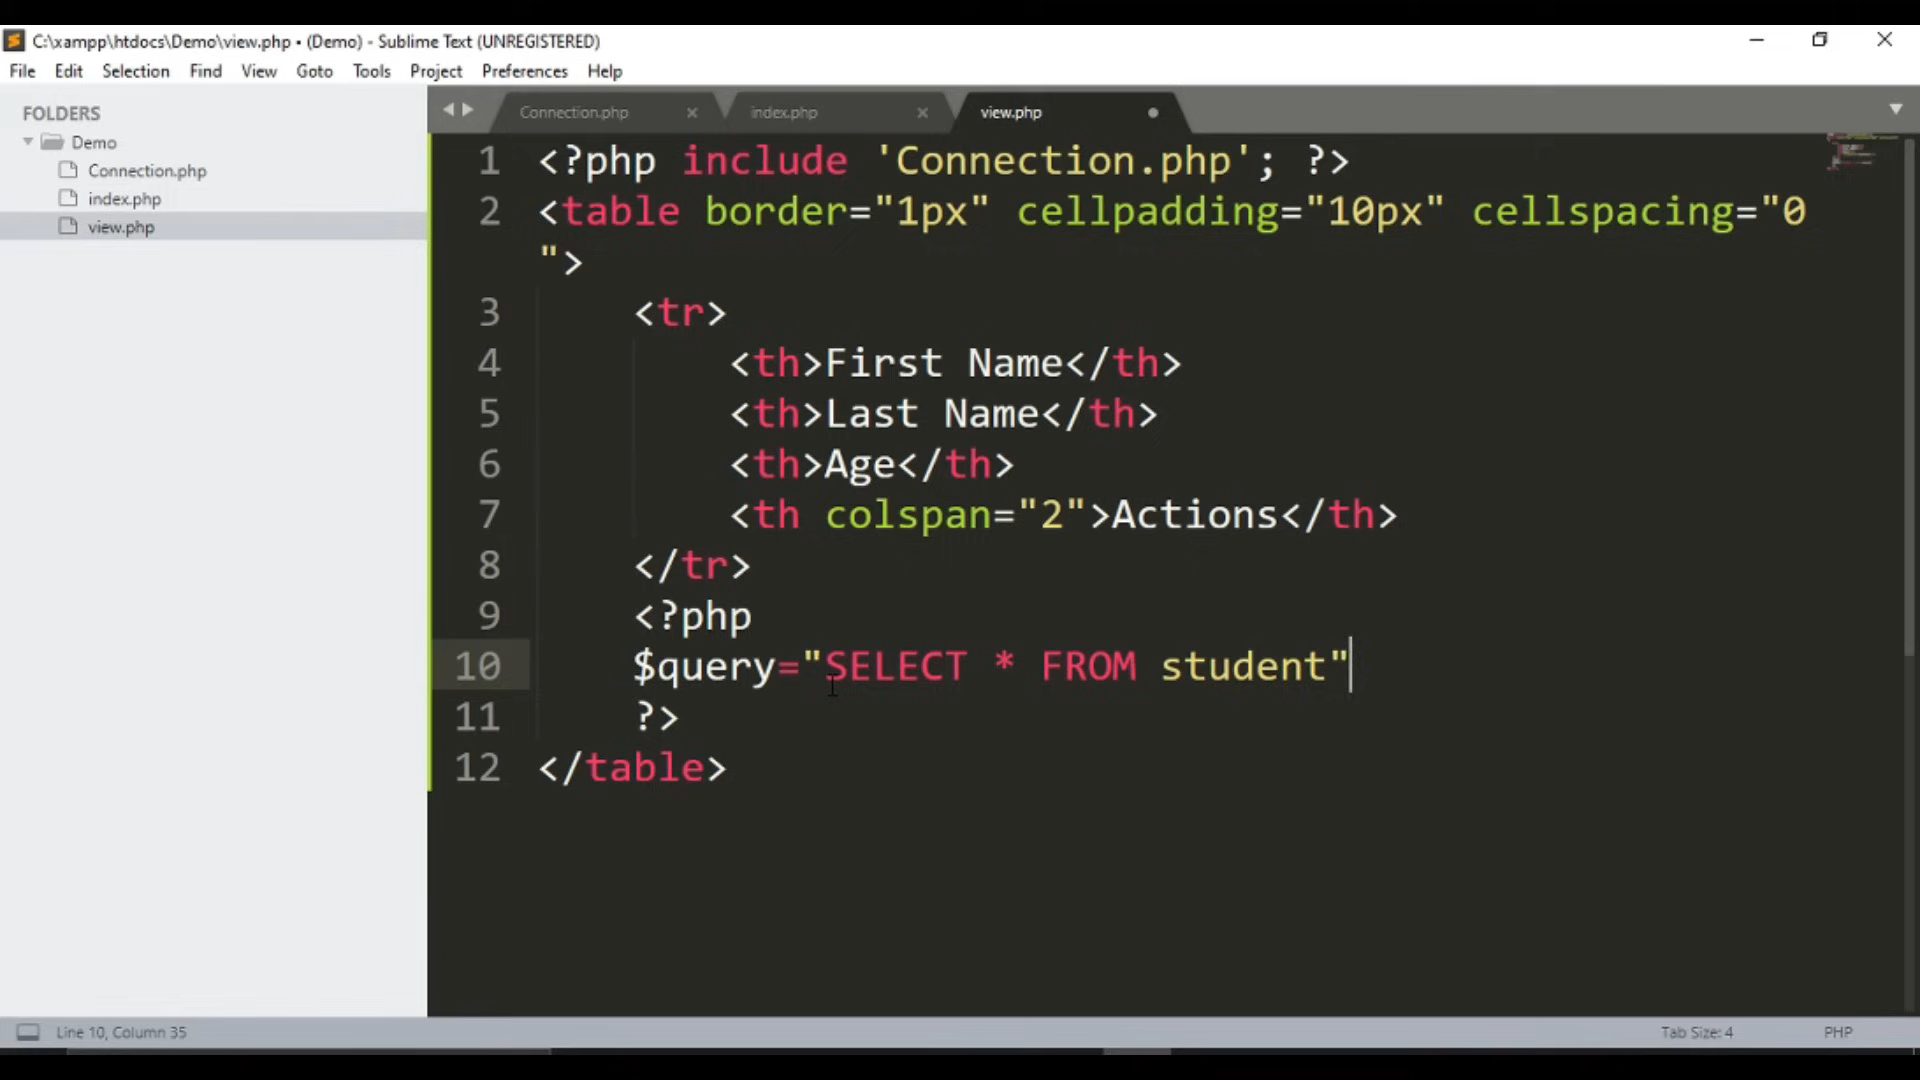 C:\xampp\htdocs\Demo\view.php • (Demo) - Sublime Text (UNREGISTERED)
File Edit Selection Find View Goto Tools Project Preferences Help
FOLDERS
Demo
Connection.php
index.php
view.php
Connection.php index.php view.php
1 <?php include 'Connection.php'; ?>
2 <table border="1px" cellpadding="10px" cellspacing="0
">
3 <tr>
4 <th>First Name</th>
5 <th>Last Name</th>
6 <th>Age</th>
7 <th colspan="2">Actions</th>
8 </tr>
9 <?php
10 $query="SELECT * FROM student"
11 ?>
12 </table>
Line 10, Column 35 Tab Size: 4 PHP